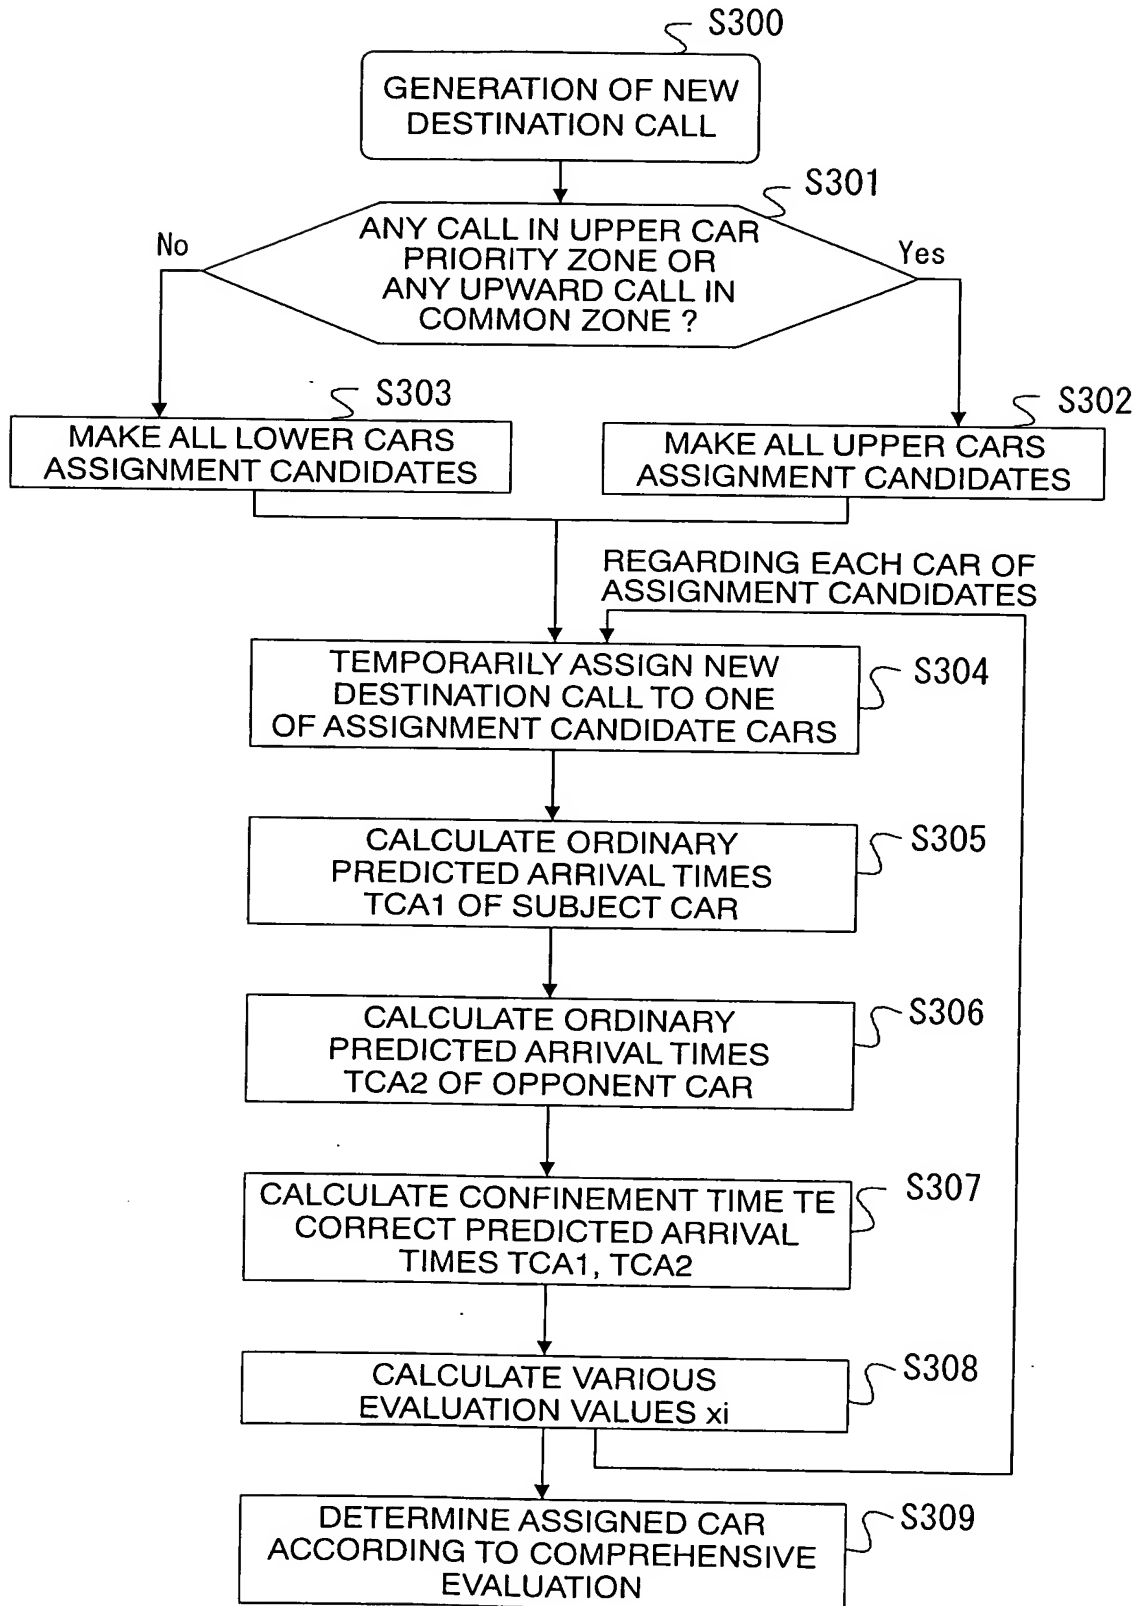 S300
GENERATION OF NEW
DESTINATION CALL
S301
ANY CALL IN UPPER CAR
PRIORITY ZONE OR
ANY UPWARD CALL IN
COMMON ZONE ?
No
Yes
S303
MAKE ALL LOWER CARS
ASSIGNMENT CANDIDATES
S302
MAKE ALL UPPER CARS
ASSIGNMENT CANDIDATES
REGARDING EACH CAR OF
ASSIGNMENT CANDIDATES
TEMPORARILY ASSIGN NEW
DESTINATION CALL TO ONE
OF ASSIGNMENT CANDIDATE CARS
S304
CALCULATE ORDINARY
PREDICTED ARRIVAL TIMES
TCA1 OF SUBJECT CAR
S305
CALCULATE ORDINARY
PREDICTED ARRIVAL TIMES
TCA2 OF OPPONENT CAR
S306
CALCULATE CONFINEMENT TIME TE
CORRECT PREDICTED ARRIVAL
TIMES TCA1, TCA2
S307
CALCULATE VARIOUS
EVALUATION VALUES xi
S308
DETERMINE ASSIGNED CAR
ACCORDING TO COMPREHENSIVE
EVALUATION
S309